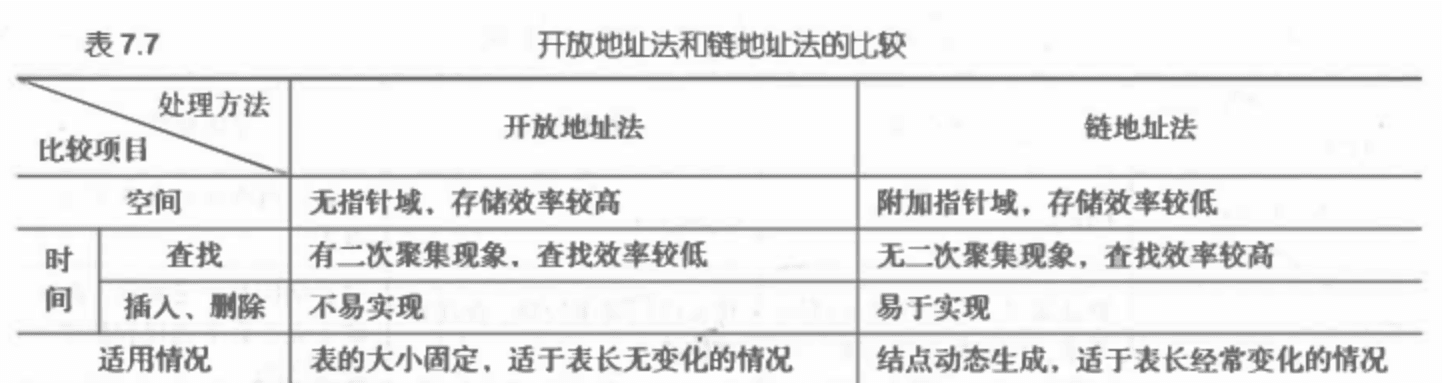 表 7.7 开放地址法和链地址法的比较
处理方法
比较项目 开放地址法 链地址法
空间 无指针域,存储效率较高 附加指针域,存储效率较低
时间 查找 有二次聚集现象,查找效率较低 无二次聚集现象,查找效率较高
插入、删除 不易实现 易于实现
适用情况 表的大小固定,适于表长无变化的情况 结点动态生成,适于表长经常变化的情况